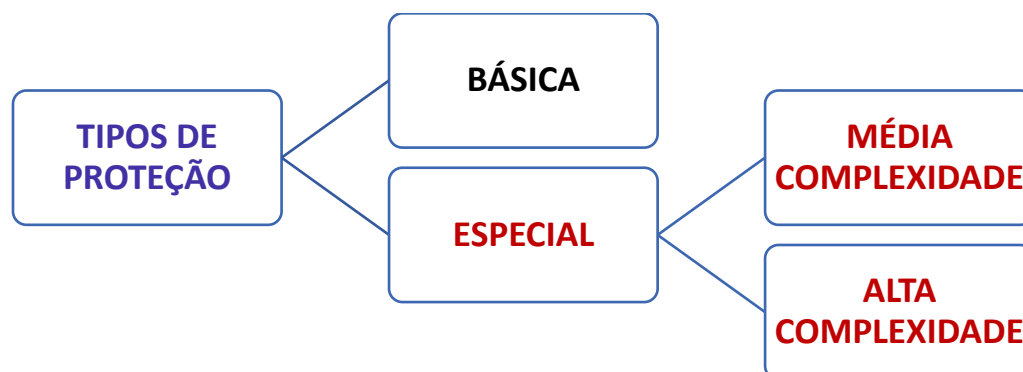 TIPOS DE
PROTEÇÃO
BÁSICA
ESPECIAL
MÉDIA
COMPLEXIDADE
ALTA
COMPLEXIDADE